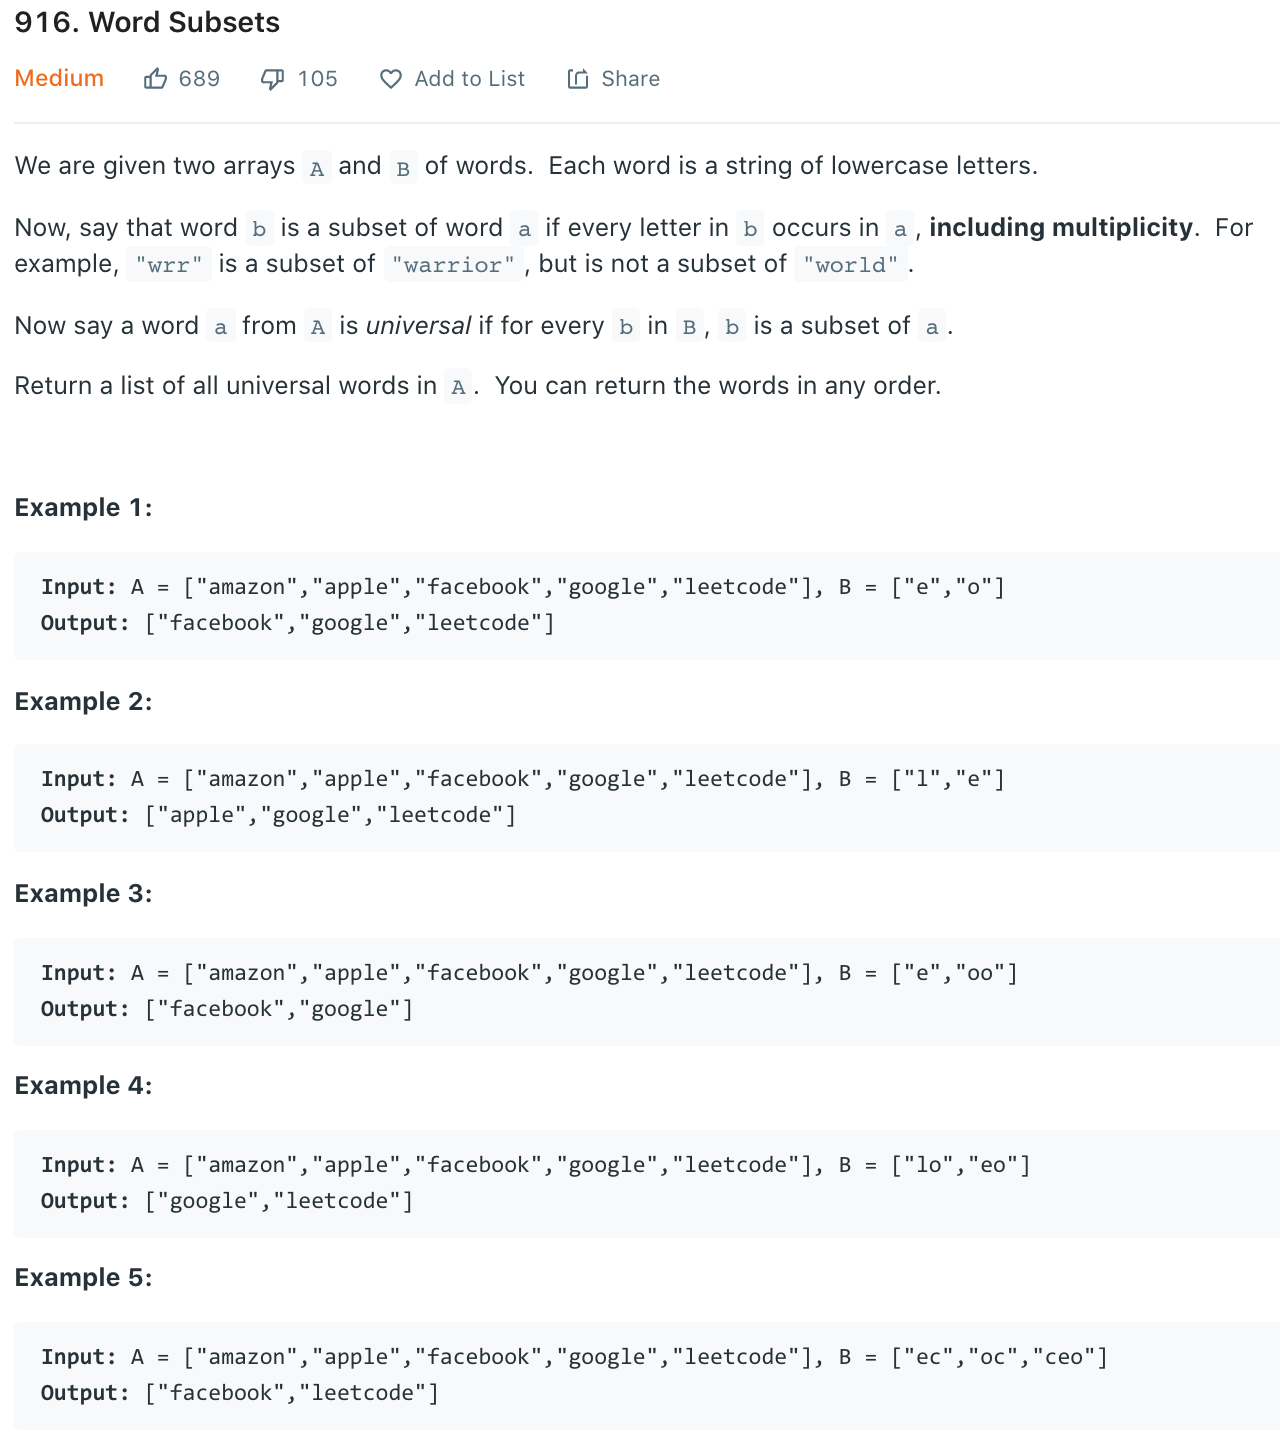 916. Word Subsets
Medium 689 105 Add to List Share
We are given two arrays A and B of words. Each word is a string of lowercase letters.
Now, say that word b is a subset of word a if every letter in b occurs in a, including multiplicity. For
example, "wrr" is a subset of "warrior", but is not a subset of "world".
Now say a word a from A is universal if for every b in B, b is a subset of a.
Return a list of all universal words in A. You can return the words in any order.
Example 1:
Input: A = ["amazon","apple","facebook","google","leetcode"], B = ["e","o"]
Output: ["facebook","google","leetcode"]
Example 2:
Input: A = ["amazon","apple","facebook","google","leetcode"], B = ["l","e"]
Output: ["apple","google","leetcode"]
Example 3:
Input: A = ["amazon","apple","facebook","google","leetcode"], B = ["e","oo"]
Output: ["facebook","google"]
Example 4:
Input: A = ["amazon","apple","facebook","google","leetcode"], B = ["lo","eo"]
Output: ["google","leetcode"]
Example 5:
Input: A = ["amazon","apple","facebook","google","leetcode"], B = ["ec","oc","ceo"]
Output: ["facebook","leetcode"]